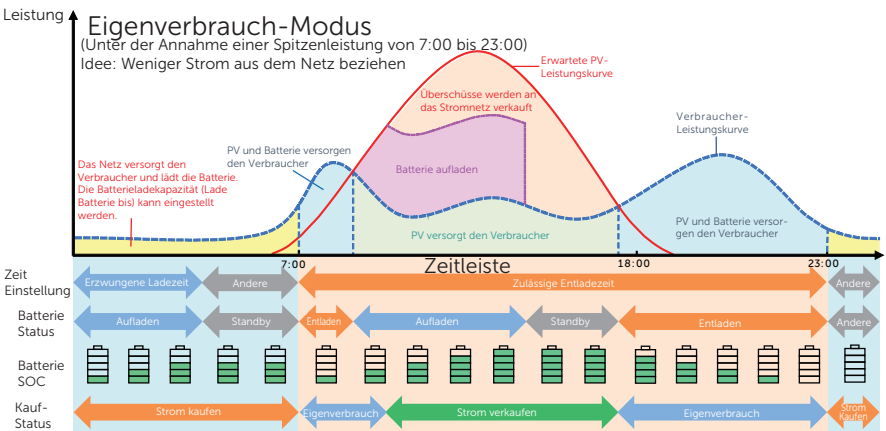 Leistung
Eigenverbrauch-Modus
(Unter der Annahme einer Spitzenleistung von 7:00 bis 23:00)
Idee: Weniger Strom aus dem Netz beziehen
Erwartete PV-
Leistungskurve
Überschüsse werden an
das Stromnetz verkauft
Verbraucher-
Leistungskurve
PV und Batterie versorgen
den Verbraucher
Das Netz versorgt den
Verbraucher und lädt die Batterie.
Die Batterieladekapazität (Lade
Batterie bis) kann eingestellt
werden.
Batterie aufladen
PV versorgt den Verbraucher
PV und Batterie versor-
gen den Verbraucher
7:00
Zeitleiste
18:00
23:00
Zeit
Einstellung
Erzwungene Ladezeit
Andere
Zulässige Entladezeit
Andere
Batterie
Status
Aufladen
Standby
Entladen
Aufladen
Standby
Entladen
Andere
Batterie
SOC
Kauf-
Status
Strom kaufen
Eigenverbrauch
Strom verkaufen
Eigenverbrauch
Strom
Kaufen